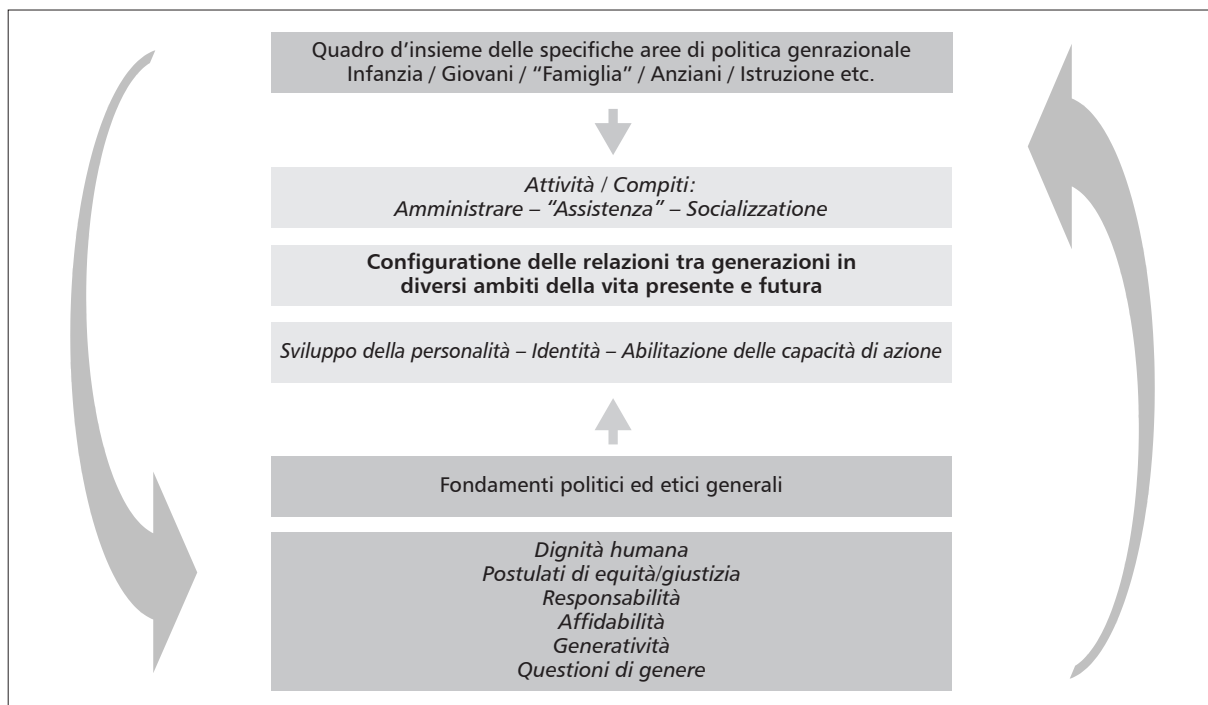 Quadro d’insieme delle specifiche aree di politica genrazionale
Infanzia / Giovani / “Famiglia” / Anziani / Istruzione etc.
Attività / Compiti:
Amministrare – “Assistenza” – Socializzatione
Configuratione delle relazioni tra generazioni in
diversi ambiti della vita presente e futura
Sviluppo della personalità – Identità – Abilitazione delle capacità di azione
Fondamenti politici ed etici generali
Dignità humana
Postulati di equità/giustizia
Responsabilità
Affidabilità
Generatività
Questioni di genere